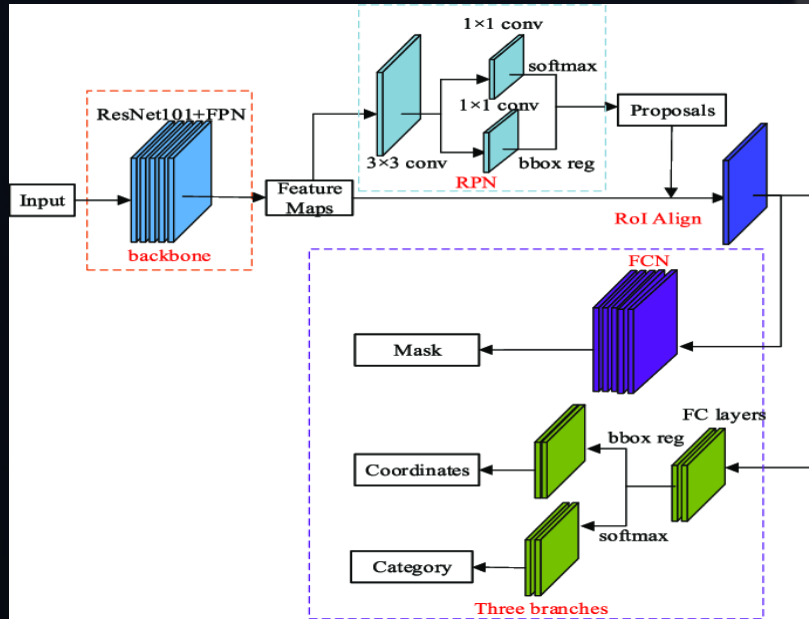 1×1 conv
softmax
ResNet101+FPN
1×1 conv
Proposals
3×3 conv
bbox reg
RPN
Input
Feature
Maps
RoI Align
backbone
FCN
Mask
FC layers
bbox reg
Coordinates
softmax
Category
Three branches